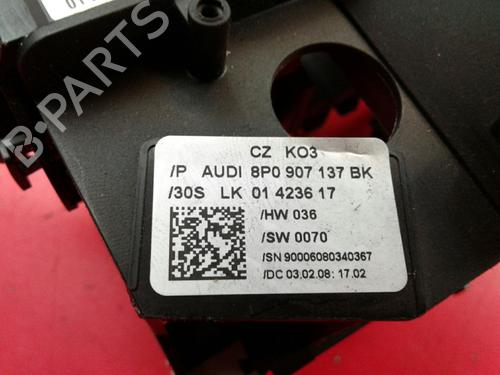 B-PARTS
CZ KO3
/P AUDI 8P0 907 137 BK
/30S LK 01 4236 17
/HW 036
/SW 0070
/SN 90006080340367
/DC 03.02.08: 17.02